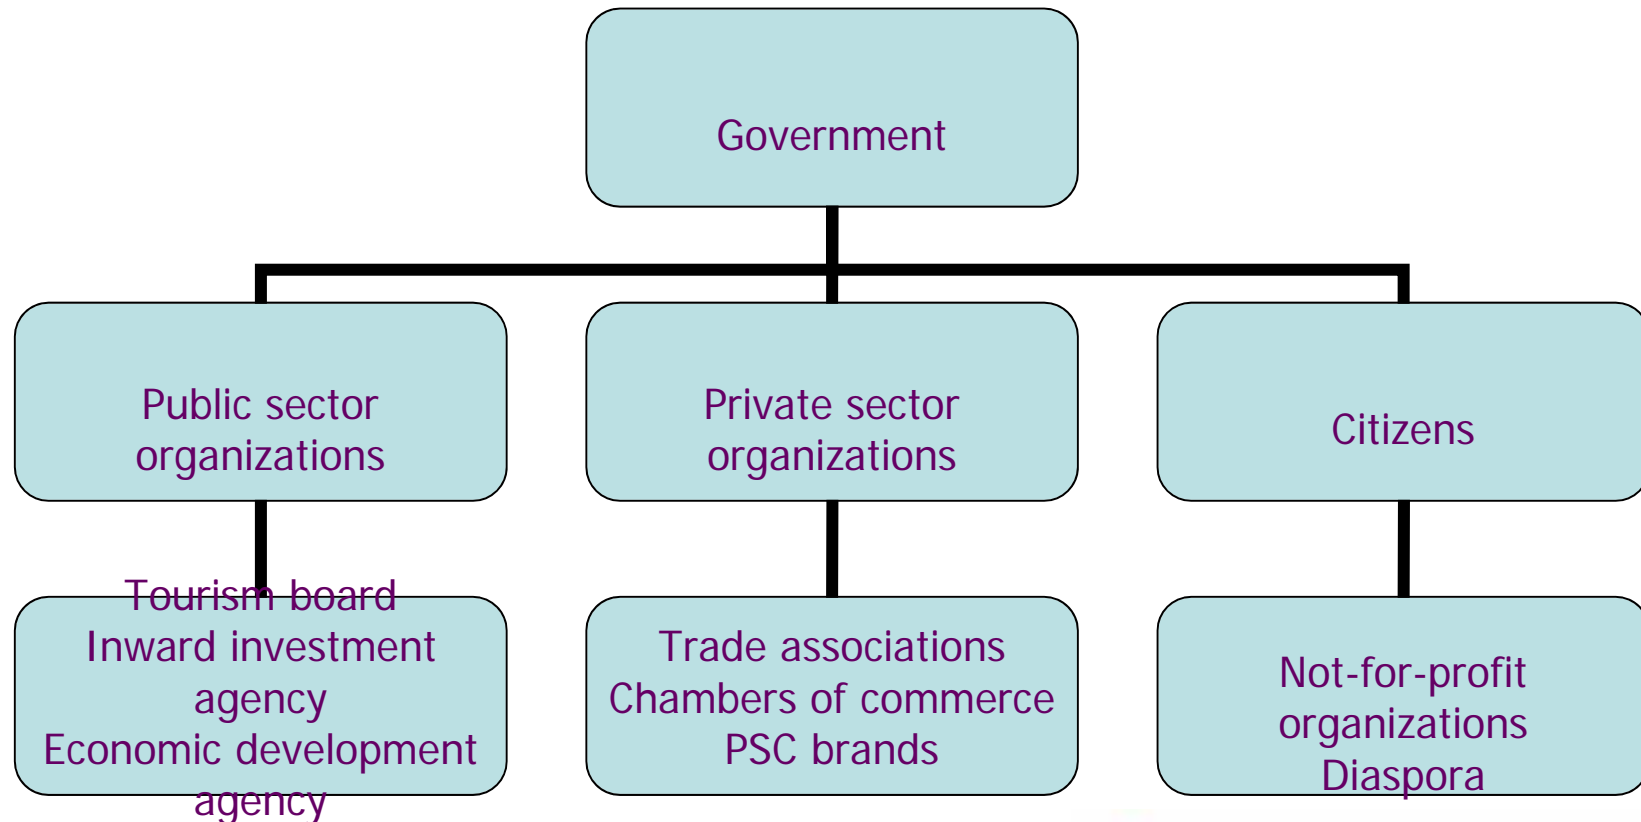 Government
Public sector
organizations
Private sector
organizations
Citizens
Tourism board
Inward investment
agency
Economic development
agency
Trade associations
Chambers of commerce
PSC brands
Not-for-profit
organizations
Diaspora